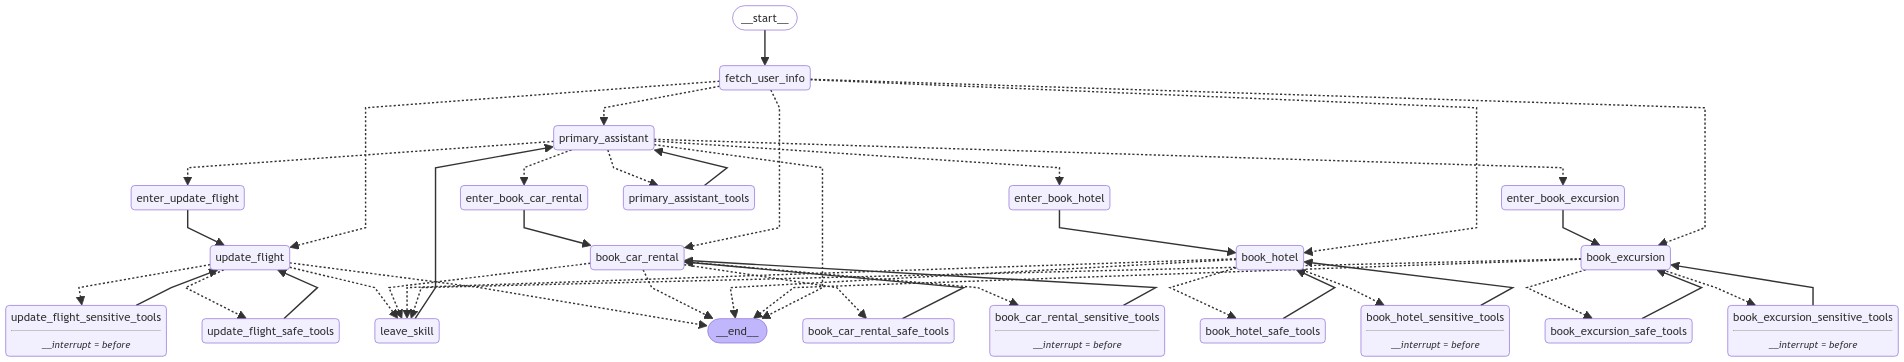 __start__
fetch_user_info
primary_assistant
enter_update_flight
enter_book_car_rental
primary_assistant_tools
enter_book_hotel
enter_book_excursion
update_flight
book_car_rental
book_hotel
book_excursion
update_flight_sensitive_tools
__interrupt = before
update_flight_safe_tools
leave_skill
__end__
book_car_rental_safe_tools
book_car_rental_sensitive_tools
__interrupt = before
book_hotel_safe_tools
book_hotel_sensitive_tools
__interrupt = before
book_excursion_safe_tools
book_excursion_sensitive_tools
__interrupt = before